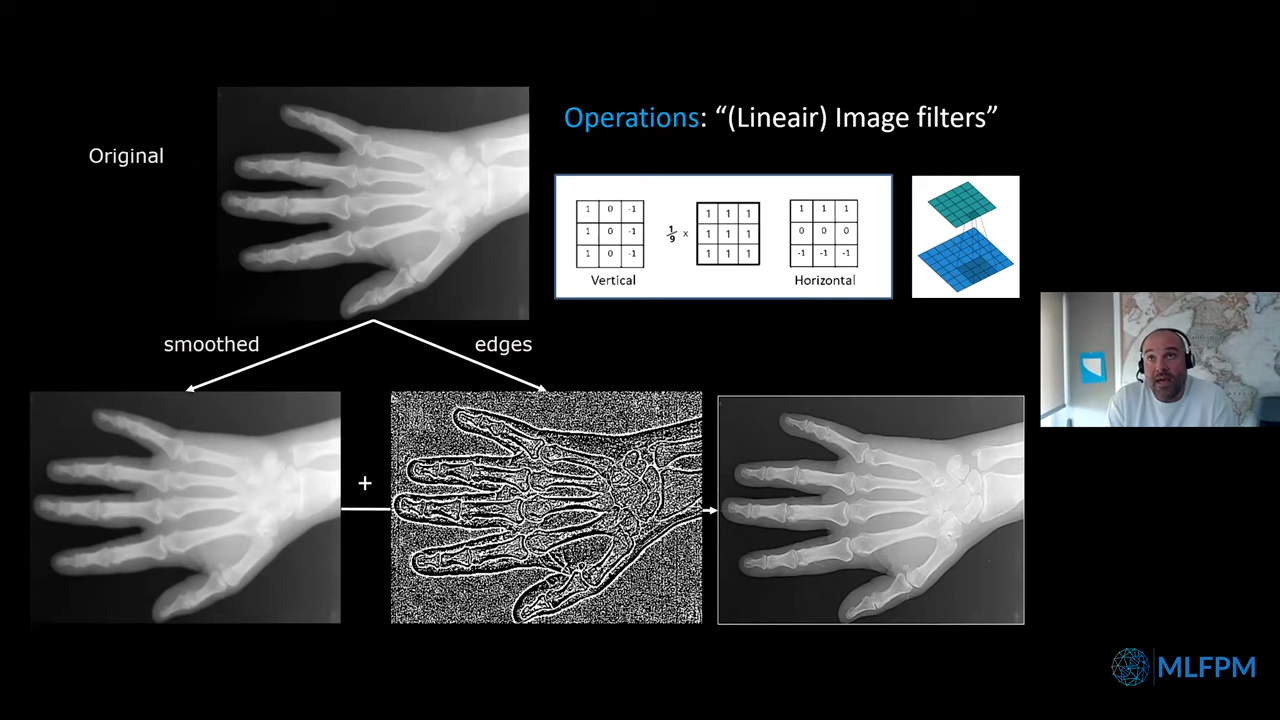 Operations: “(Lineair) Image filters”
Original
1 0 -1
1 0 -1
1 0 -1
Vertical
1/9 x
1 1 1
1 1 1
1 1 1
1 1 1
0 0 0
-1 -1 -1
Horizontal
smoothed
edges
+
MLFPM